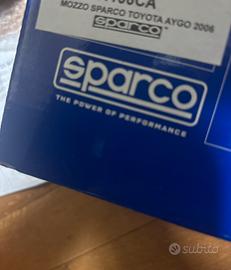 MOZZO SPARCO TOYOTA AYGO 2006
sparco
sparco
THE POWER OF PERFORMANCE
subito